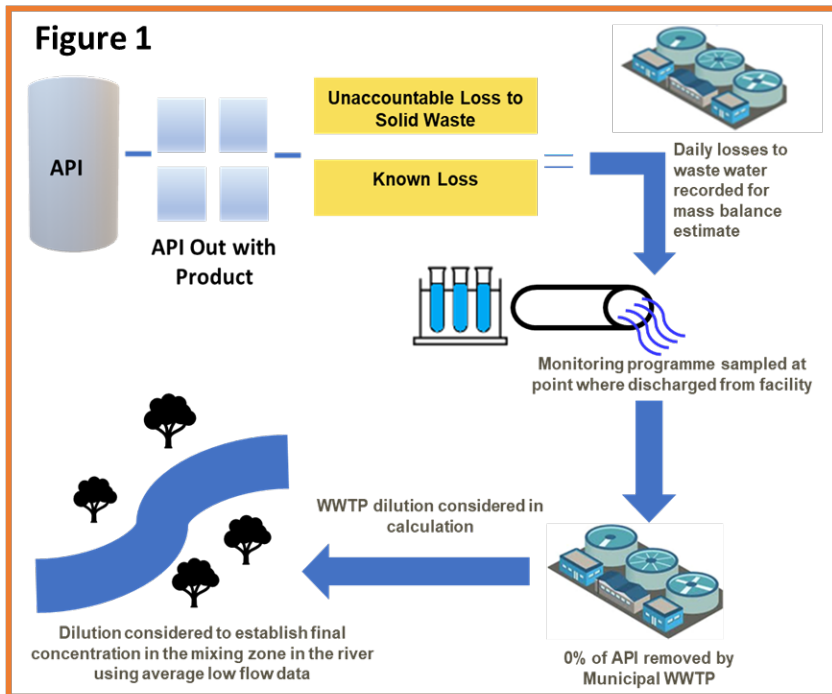 Figure 1
API
API Out with
Product
Unaccountable Loss to
Solid Waste
Known Loss
Daily losses to
waste water
recorded for
mass balance
estimate
Monitoring programme sampled at
point where discharged from facility
WWTP dilution considered in
calculation
Dilution considered to establish final
concentration in the mixing zone in the river
using average low flow data
0% of API removed by
Municipal WWTP